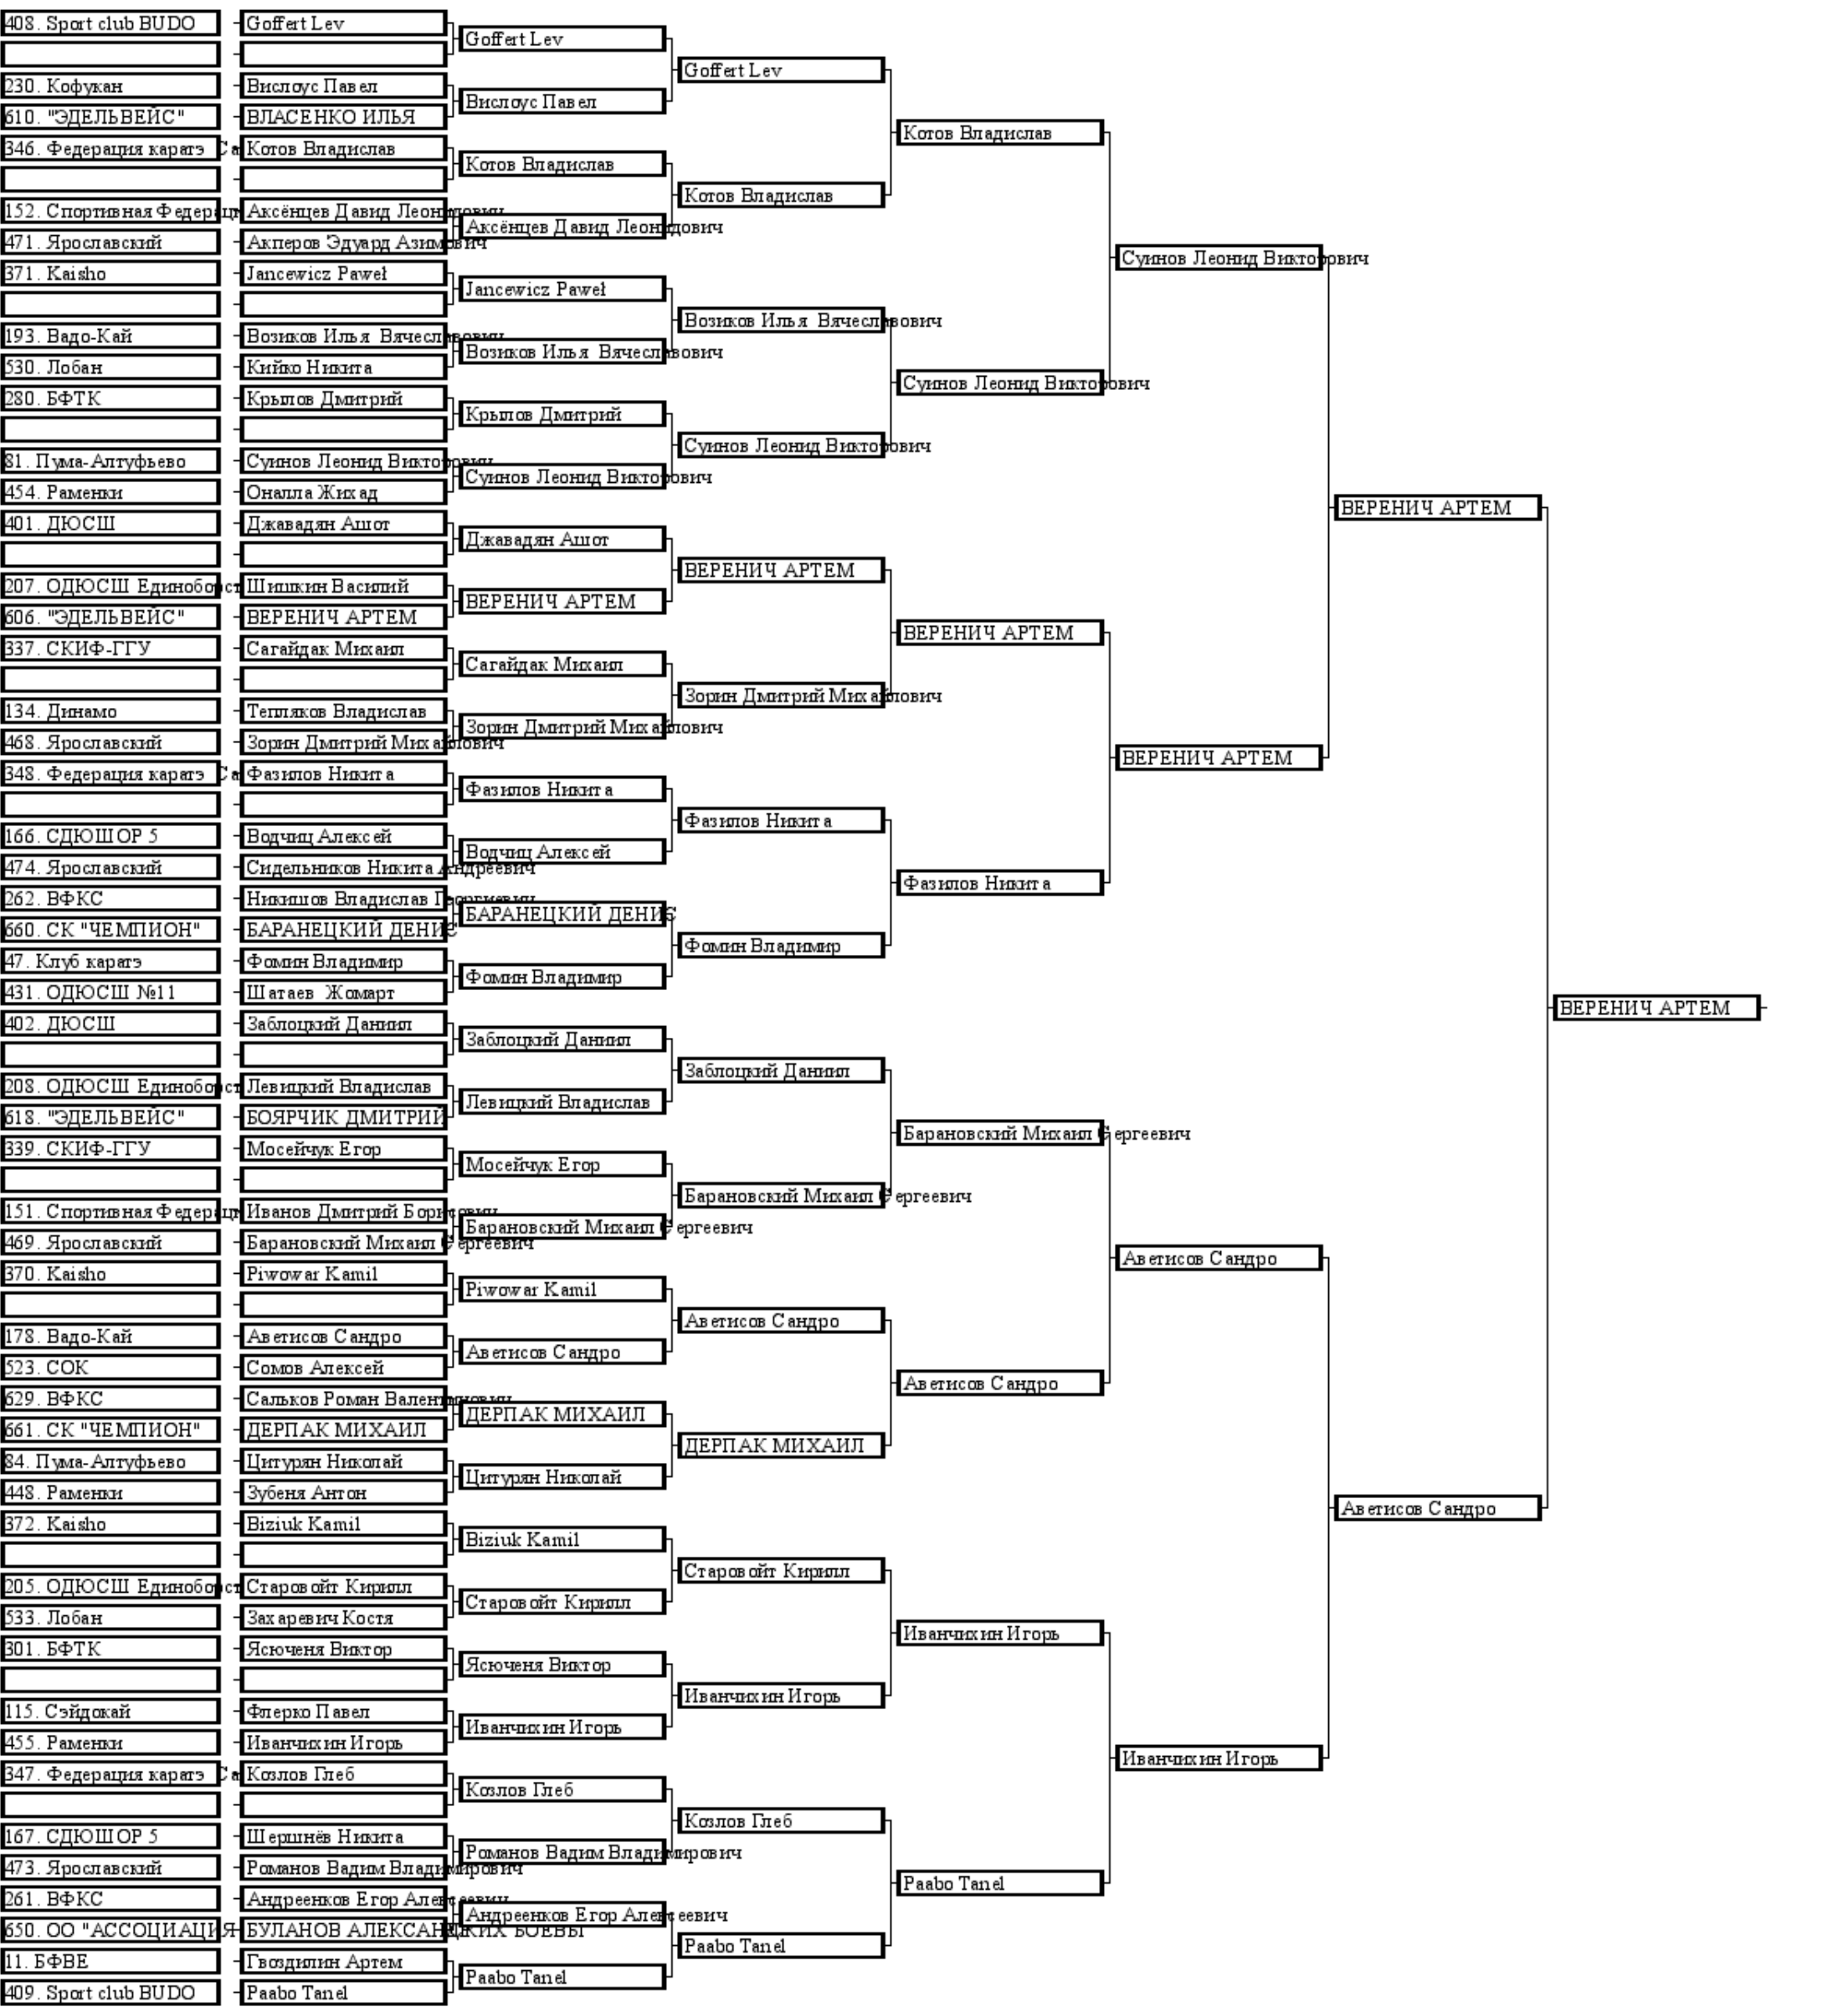 408. Sport club BUDO Goffert Lev
Goffert Lev
Goffert Lev
230. Кофукан Вислоус Павел
Вислоус Павел
610. "ЭДЕЛЬВЕЙС" ВЛАСЕНКО ИЛЬЯ
Котов Владислав
346. Федерация каратэ Са Котов Владислав
Котов Владислав
Котов Владислав
152. Спортивная Федерац Аксёнцев Давид Леонидович
Аксёнцев Давид Леонидович
471. Ярославский Акперов Эдуард Азимович
Суинов Леонид Викторович
371. Kaisho Jancewicz Paweł
Jancewicz Paweł
Возиков Илья Вячеславович
193. Вадо-Кай Возиков Илья Вячеславович
Возиков Илья Вячеславович
530. Лобан Кийко Никита
Суинов Леонид Викторович
280. БФТК Крылов Дмитрий
Крылов Дмитрий
Суинов Леонид Викторович
81. Пума-Алтуфьево Суинов Леонид Викторович
Суинов Леонид Викторович
454. Раменки Оналла Жихад
ВЕРЕНИЧ АРТЕМ
401. ДЮСШ Джавадян Ашот
Джавадян Ашот
ВЕРЕНИЧ АРТЕМ
207. ОДЮСШ Единоборст Шишкин Василий
ВЕРЕНИЧ АРТЕМ
606. "ЭДЕЛЬВЕЙС" ВЕРЕНИЧ АРТЕМ
ВЕРЕНИЧ АРТЕМ
337. СКИФ-ГГУ Сагайдак Михаил
Сагайдак Михаил
Зорин Дмитрий Михайлович
134. Динамо Тепляков Владислав
Зорин Дмитрий Михайлович
468. Ярославский Зорин Дмитрий Михайлович
ВЕРЕНИЧ АРТЕМ
348. Федерация каратэ Са Фазилов Никита
Фазилов Никита
Фазилов Никита
166. СДЮШОР 5 Водчиц Алексей
Водчиц Алексей
474. Ярославский Сидельников Никита Андреевич
Фазилов Никита
262. ВФКС Никишов Владислав Георгиевич
БАРАНЕЦКИЙ ДЕНИС
660. СК "ЧЕМПИОН" БАРАНЕЦКИЙ ДЕНИС
Фомин Владимир
47. Клуб каратэ Фомин Владимир
Фомин Владимир
431. ОДЮСШ №11 Шатаев Жомарт
ВЕРЕНИЧ АРТЕМ
402. ДЮСШ Заблоцкий Даниил
Заблоцкий Даниил
Заблоцкий Даниил
208. ОДЮСШ Единоборст Левицкий Владислав
Левицкий Владислав
618. "ЭДЕЛЬВЕЙС" БОЯРЧИК ДМИТРИЙ
Барановский Михаил Сергеевич
339. СКИФ-ГГУ Мосейчук Егор
Мосейчук Егор
Барановский Михаил Сергеевич
151. Спортивная Федерац Иванов Дмитрий Борисович
Барановский Михаил Сергеевич
469. Ярославский Барановский Михаил Сергеевич
Аветисов Сандро
370. Kaisho Piwowar Kamil
Piwowar Kamil
Аветисов Сандро
178. Вадо-Кай Аветисов Сандро
Аветисов Сандро
523. СОК Сомов Алексей
Аветисов Сандро
629. ВФКС Сальков Роман Валентинович
ДЕРПАК МИХАИЛ
661. СК "ЧЕМПИОН" ДЕРПАК МИХАИЛ
ДЕРПАК МИХАИЛ
84. Пума-Алтуфьево Цитурян Николай
Цитурян Николай
448. Раменки Зубеня Антон
Аветисов Сандро
372. Kaisho Biziuk Kamil
Biziuk Kamil
Старовойт Кирилл
205. ОДЮСШ Единоборст Старовойт Кирилл
Старовойт Кирилл
533. Лобан Захаревич Костя
Иванчихин Игорь
301. БФТК Ясюченя Виктор
Ясюченя Виктор
Иванчихин Игорь
115. Сэйдокай Флерко Павел
Иванчихин Игорь
455. Раменки Иванчихин Игорь
Иванчихин Игорь
347. Федерация каратэ Са Козлов Глеб
Козлов Глеб
Козлов Глеб
167. СДЮШОР 5 Шершнёв Никита
Романов Вадим Владимирович
473. Ярославский Романов Вадим Владимирович
Paabo Tanel
261. ВФКС Андреенков Егор Алексеевич
Андреенков Егор Алексеевич
650. ОО "АССОЦИАЦИЯ БУЛАНОВ БОЕВЫ
Paabo Tanel
11. БФВЕ Гвоздилин Артем
Paabo Tanel
409. Sport club BUDO Paabo Tanel